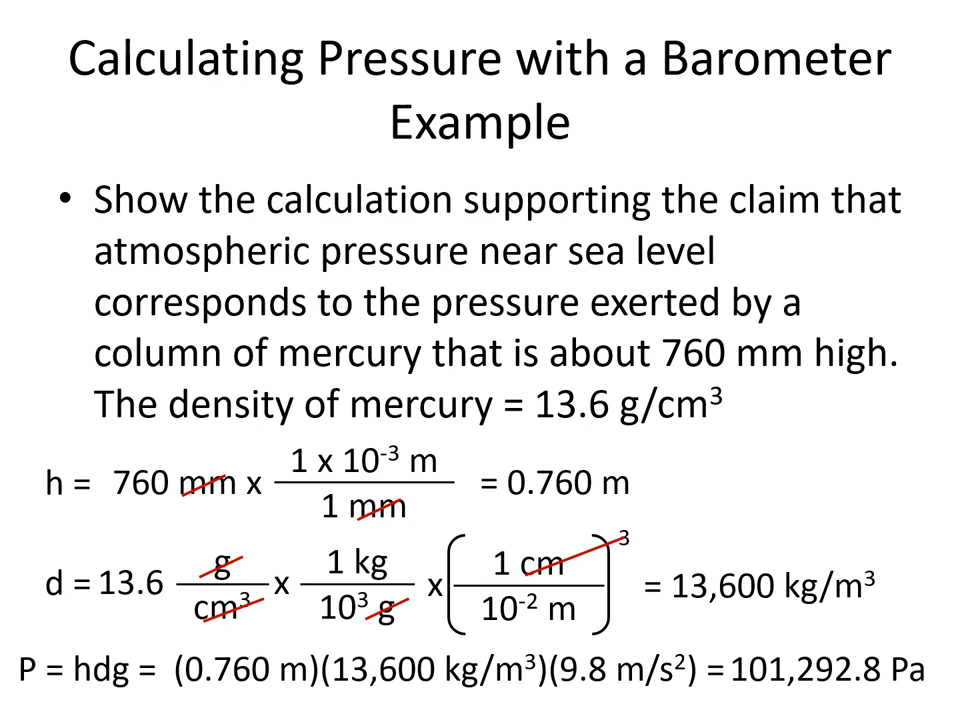 Calculating Pressure with a Barometer
Example
• Show the calculation supporting the claim that
atmospheric pressure near sea level
corresponds to the pressure exerted by a
column of mercury that is about 760 mm high.
The density of mercury = 13.6 g/cm³
h = 760 mm x (1 x 10⁻³ m / 1 mm) = 0.760 m
d = 13.6 g/cm³ x 1 kg/10³ g x (1 cm / 10⁻² m)³ = 13,600 kg/m³
P = hdg = (0.760 m)(13,600 kg/m³)(9.8 m/s²) = 101,292.8 Pa